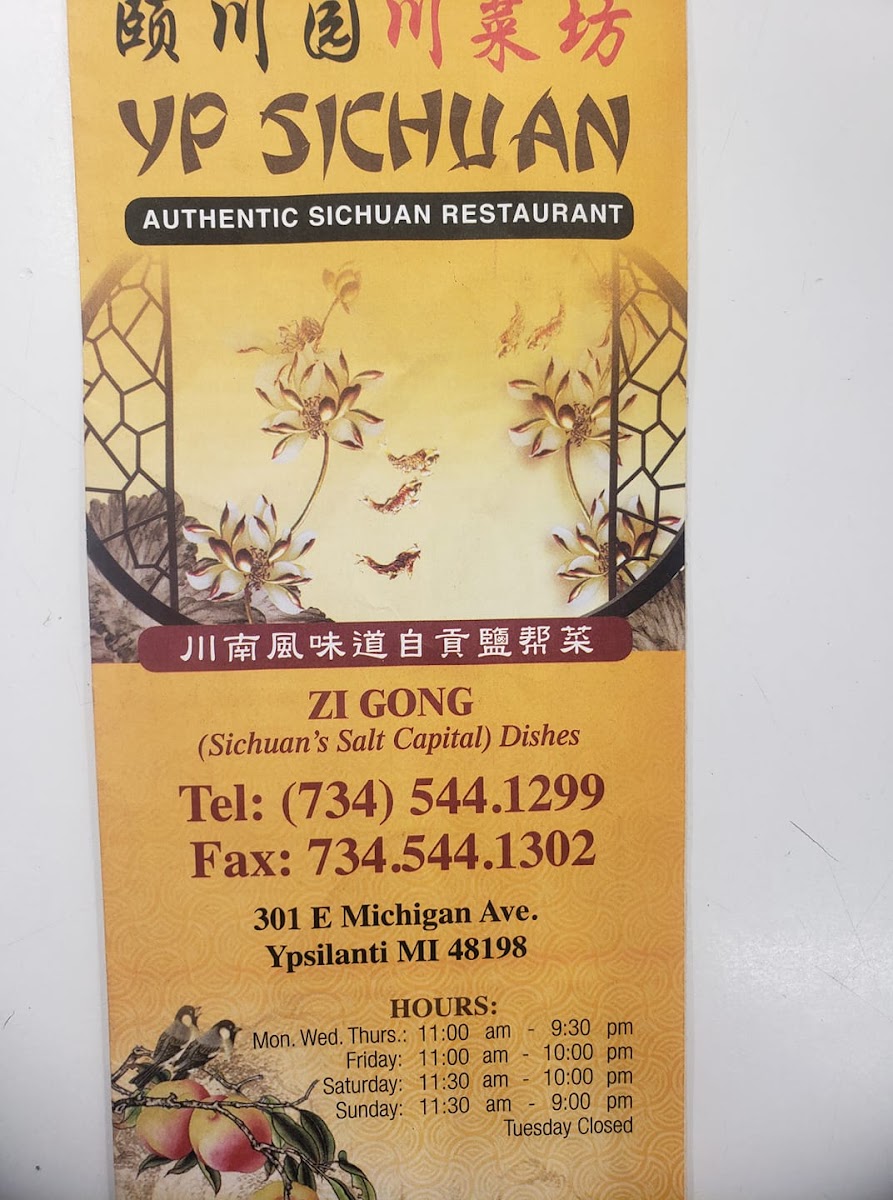 颐川园川菜坊
YP SICHUAN
AUTHENTIC SICHUAN RESTAURANT
川南風味道自貢鹽帮菜
ZI GONG
(Sichuan's Salt Capital) Dishes
Tel: (734) 544.1299
Fax: 734.544.1302
301 E Michigan Ave.
Ypsilanti MI 48198
HOURS:
Mon. Wed. Thurs.: 11:00 am - 9:30 pm
Friday: 11:00 am - 10:00 pm
Saturday: 11:30 am - 10:00 pm
Sunday: 11:30 am - 9:00 pm
Tuesday Closed